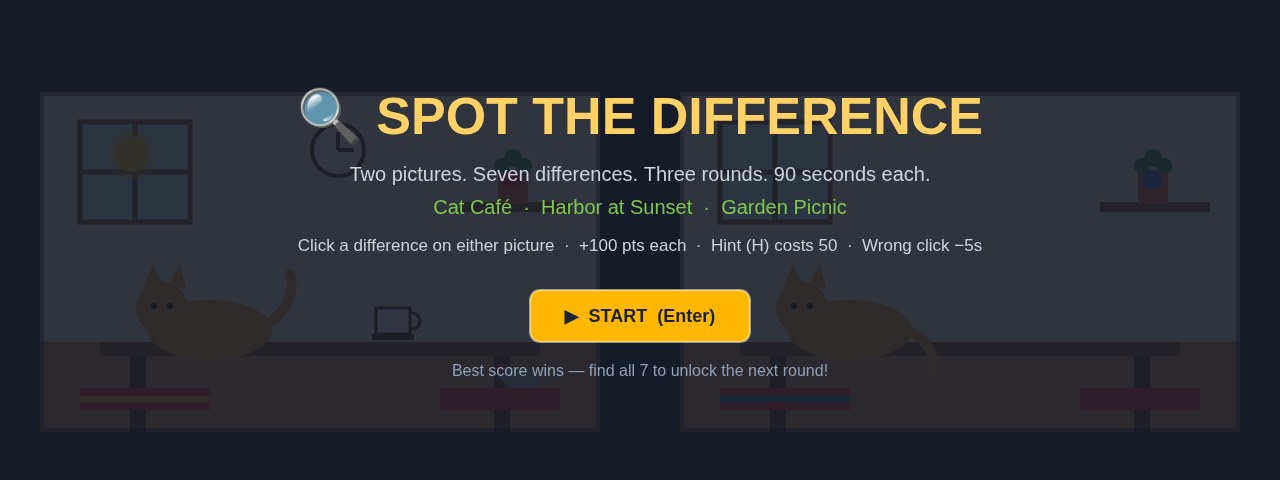 🔍 SPOT THE DIFFERENCE
Two pictures. Seven differences. Three rounds. 90 seconds each.
Cat Café · Harbor at Sunset · Garden Picnic
Click a difference on either picture · +100 pts each · Hint (H) costs 50 · Wrong click −5s
▶ START (Enter)
Best score wins — find all 7 to unlock the next round!